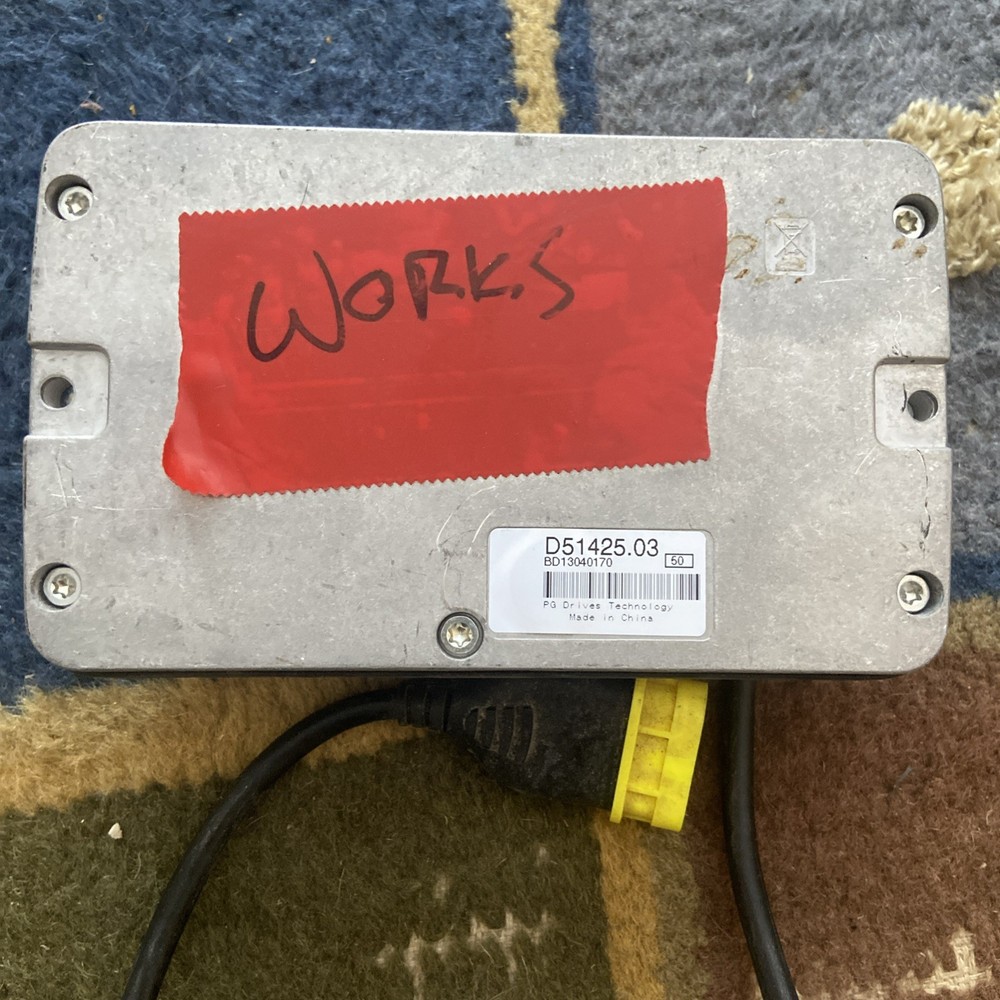 WORKS
D51425.03
BD13040170 50
PG Drives Technology
Made in China